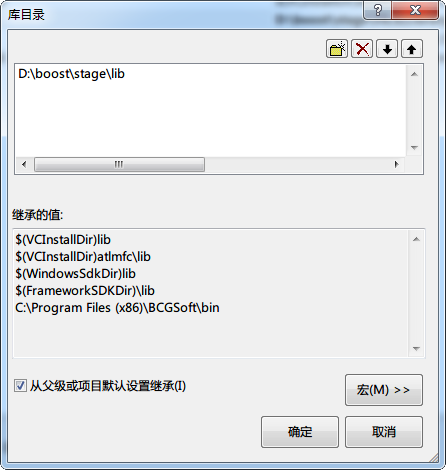 库目录
D:\boost\stage\lib
继承的值:
$(VCInstallDir)lib
$(VCInstallDir)atlmfc\lib
$(WindowsSdkDir)lib
$(FrameworkSDKDir)\lib
C:\Program Files (x86)\BCGSoft\bin
从父级或项目默认设置继承(I)
宏(M) >>
确定
取消